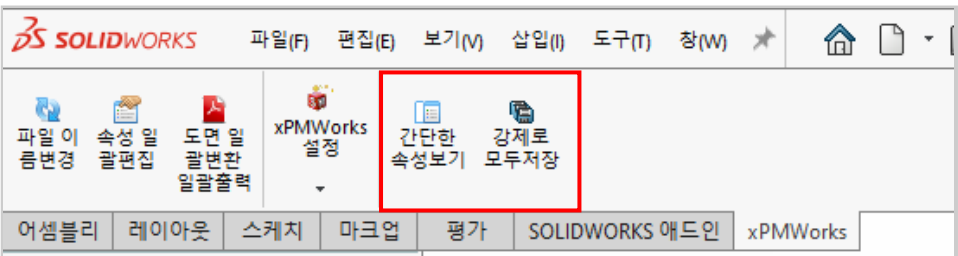 SOLIDWORKS 파일(F) 편집(E) 보기(V) 삽입(I) 도구(T) 창(W)
파일 이
름변경
속성 일
괄편집
도면 일
괄변환
일괄출력
xPMWorks
설정
간단한
속성보기
강제로
모두저장
어셈블리 레이아웃 스케치 마크업 평가 SOLIDWORKS 애드인 xPMWorks